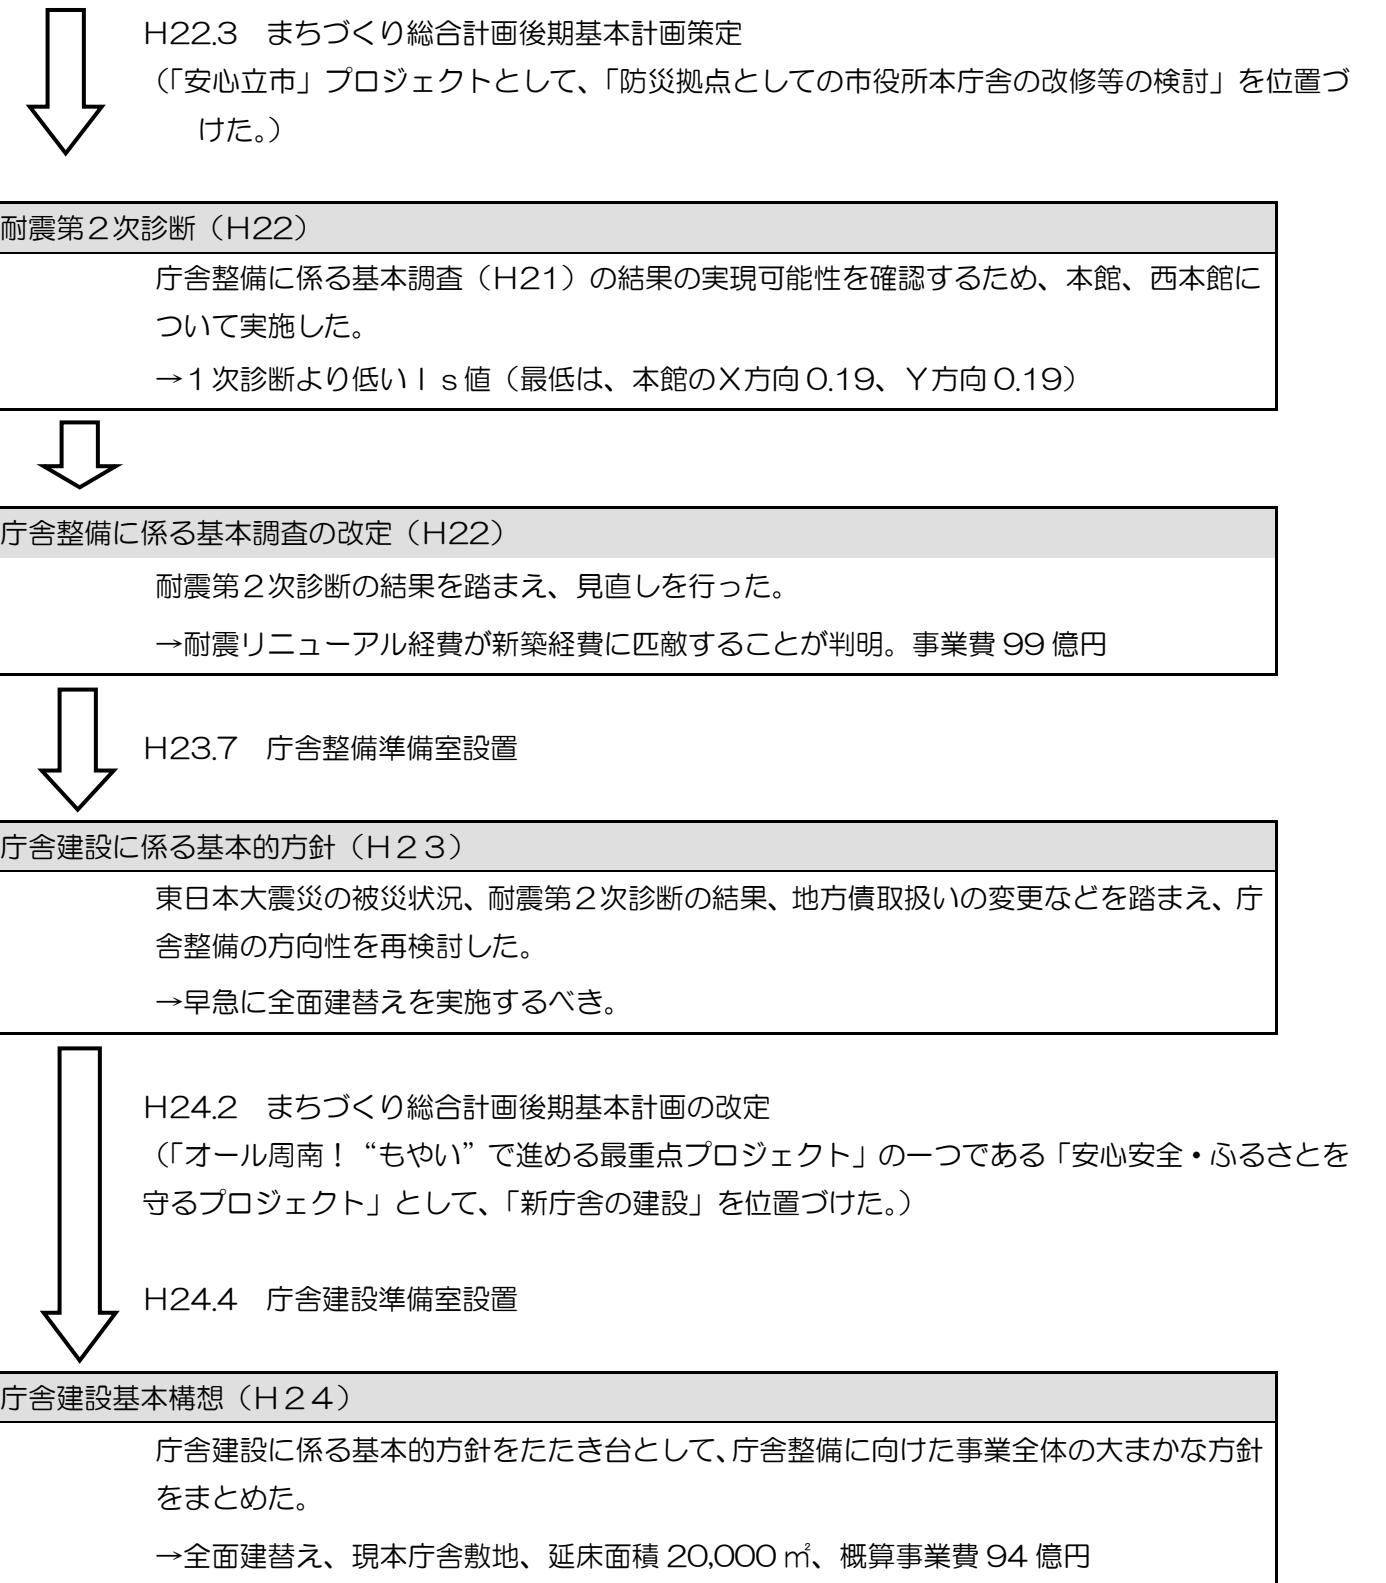 H22.3　まちづくり総合計画後期基本計画策定
（「安心立市」プロジェクトとして、「防災拠点としての市役所本庁舎の改修等の検討」を位置づ
けた。）
耐震第２次診断（H22）
庁舎整備に係る基本調査（H21）の結果の実現可能性を確認するため、本館、西本館に
ついて実施した。
→１次診断より低いＩｓ値（最低は、本館のX方向 0.19、Y方向 0.19）
庁舎整備に係る基本調査の改定（H22）
耐震第２次診断の結果を踏まえ、見直しを行った。
→耐震リニューアル経費が新築経費に匹敵することが判明。事業費 99 億円
H23.7　庁舎整備準備室設置
庁舎建設に係る基本的方針（H２３）
東日本大震災の被災状況、耐震第２次診断の結果、地方債取扱いの変更などを踏まえ、庁
舎整備の方向性を再検討した。
→早急に全面建替えを実施するべき。
H24.2　まちづくり総合計画後期基本計画の改定
（「オール周南！“もやい”で進める最重点プロジェクト」の一つである「安心安全・ふるさとを
守るプロジェクト」として、「新庁舎の建設」を位置づけた。）
H24.4　庁舎建設準備室設置
庁舎建設基本構想（H２４）
庁舎建設に係る基本的方針をたたき台として、庁舎整備に向けた事業全体の大まかな方針
をまとめた。
→全面建替え、現本庁舎敷地、延床面積 20,000 ㎡、概算事業費 94 億円